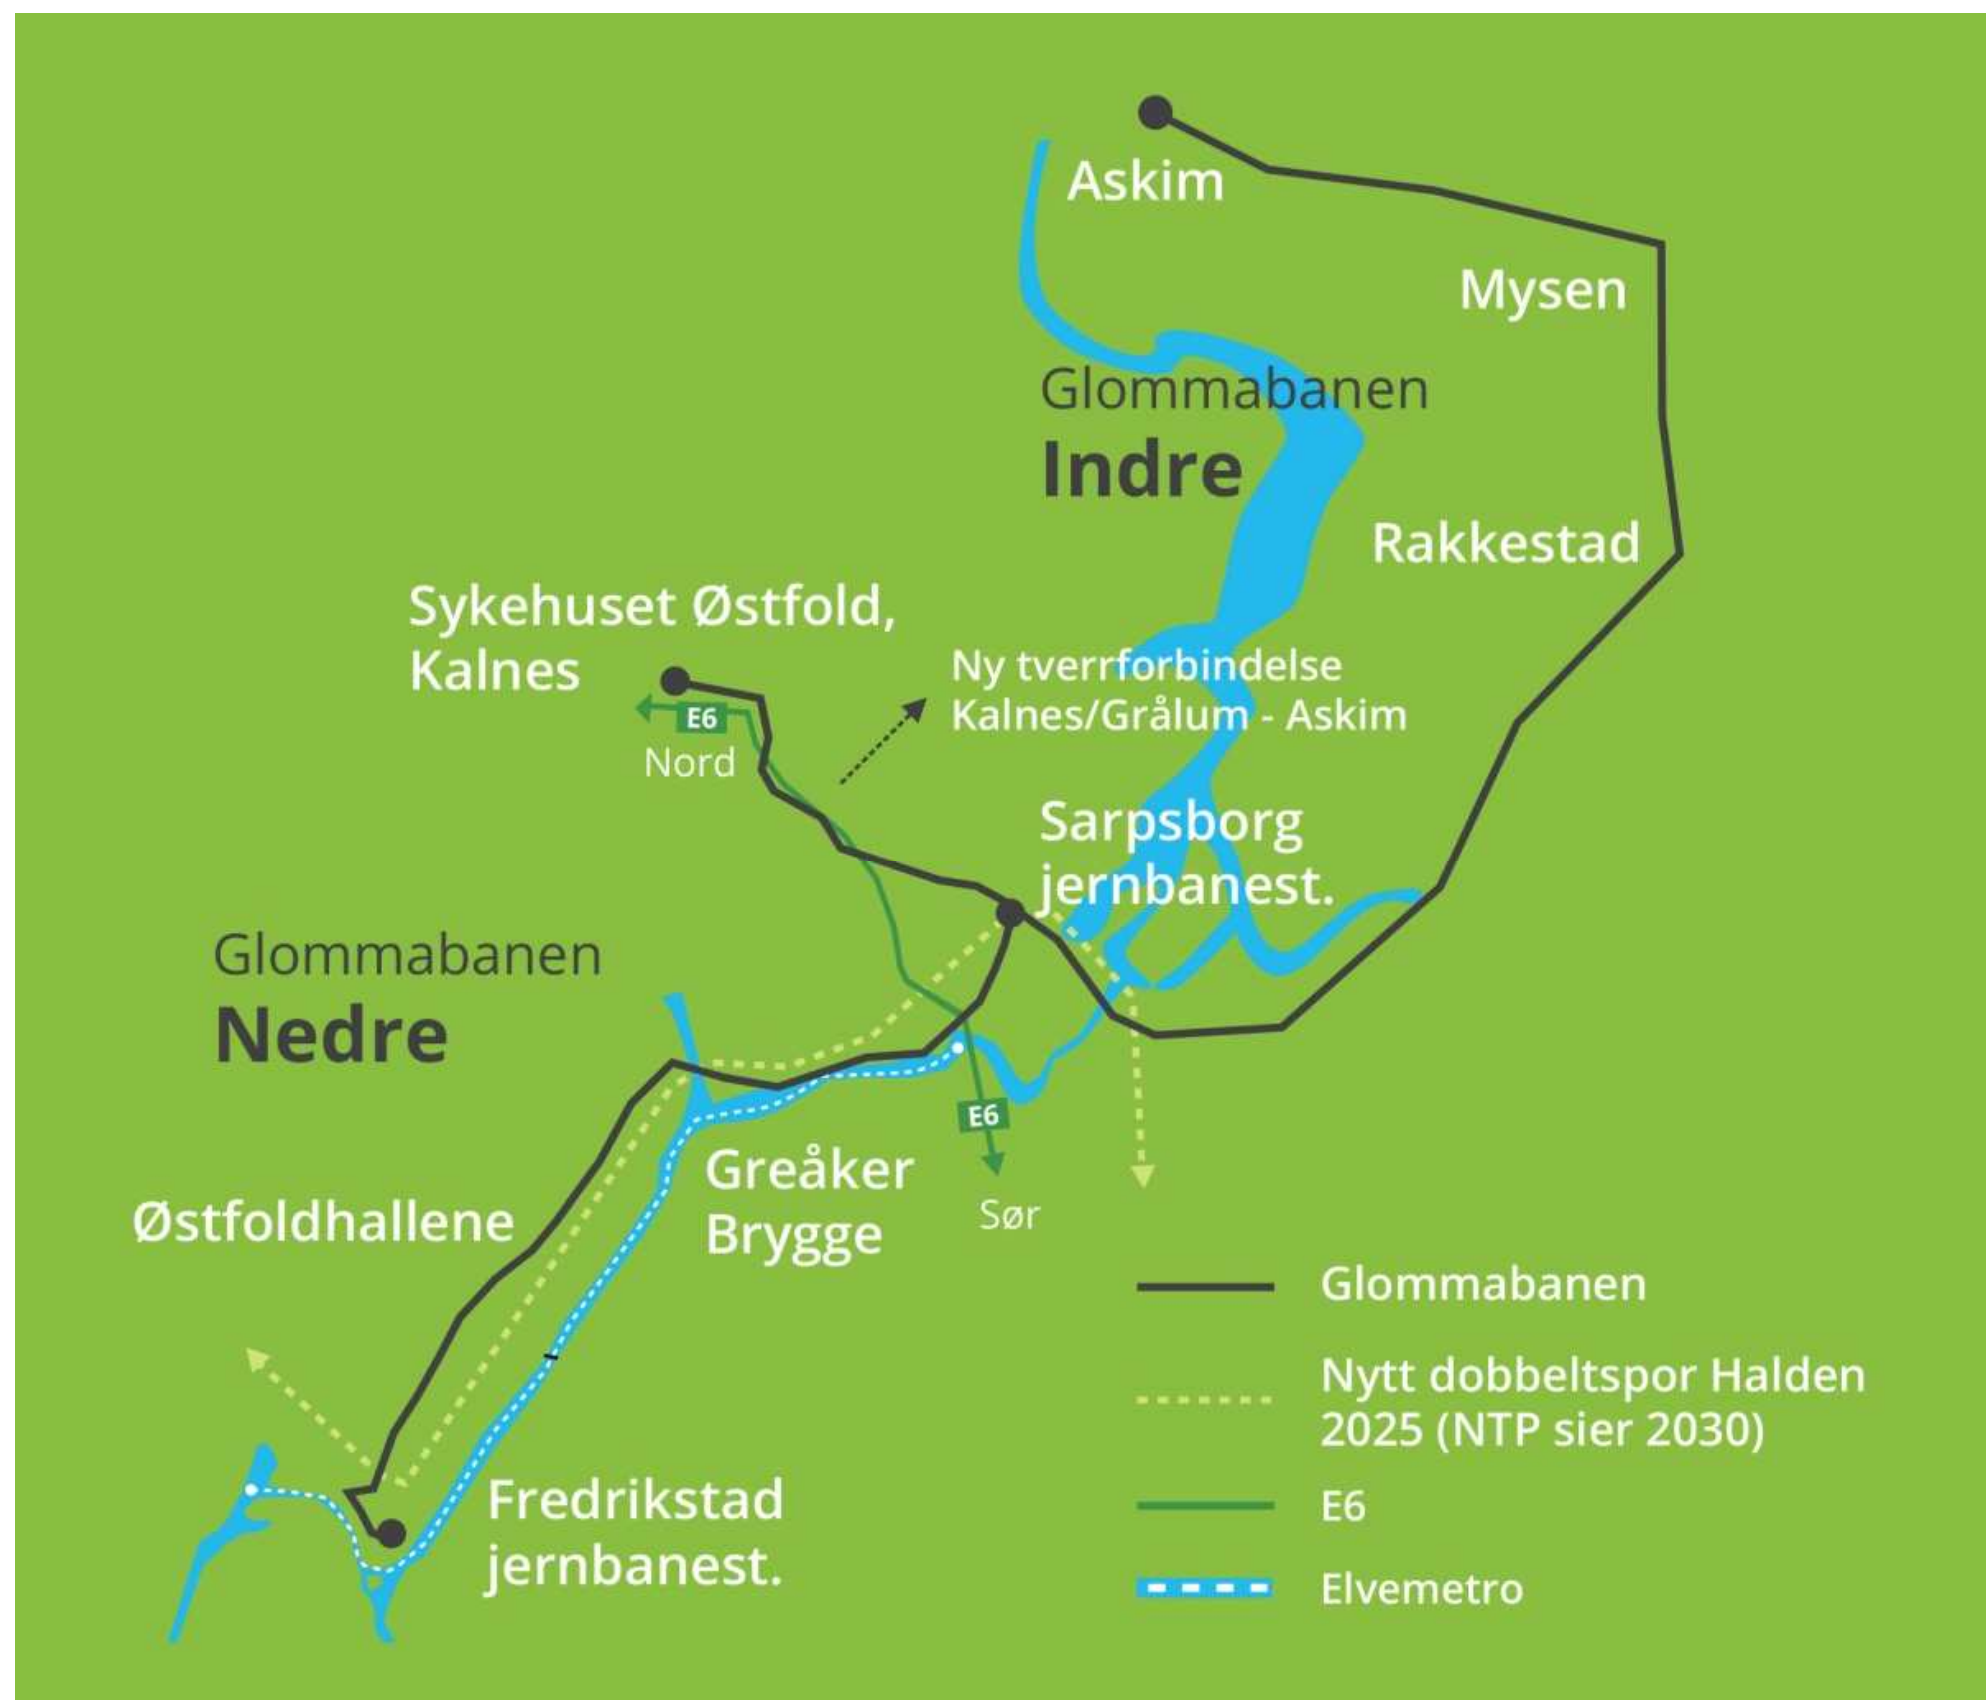 Askim
Mysen
Glommabanen
Indre
Rakkestad
Sykehuset Østfold,
Kalnes
Ny tverrforbindelse
Kalnes/Grålum - Askim
E6
Nord
Sarpsborg
jernbanest.
Glommabanen
Nedre
E6
Greåker
Brygge
Sør
Østfoldhallene
Fredrikstad
jernbanest.
Glommabanen
Nytt dobbeltspor Halden
2025 (NTP sier 2030)
E6
Elvemetro